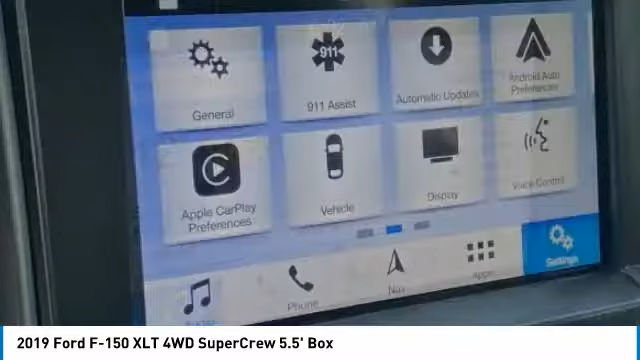 General
911
911 Assist
Automatic Updates
Android Auto
Preferences
Apple CarPlay
Preferences
Vehicle
Display
Voice Control
Phone
Nav
Apps
Settings
2019 Ford F-150 XLT 4WD SuperCrew 5.5' Box